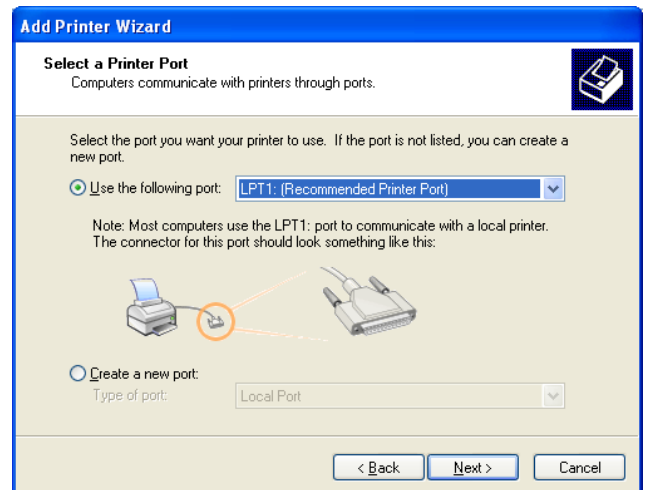 Add Printer Wizard
Select a Printer Port
Computers communicate with printers through ports.
Select the port you want your printer to use. If the port is not listed, you can create a
new port.
Use the following port: LPT1: (Recommended Printer Port)
Note: Most computers use the LPT1: port to communicate with a local printer.
The connector for this port should look something like this:
Create a new port:
Type of port: Local Port
< Back Next > Cancel